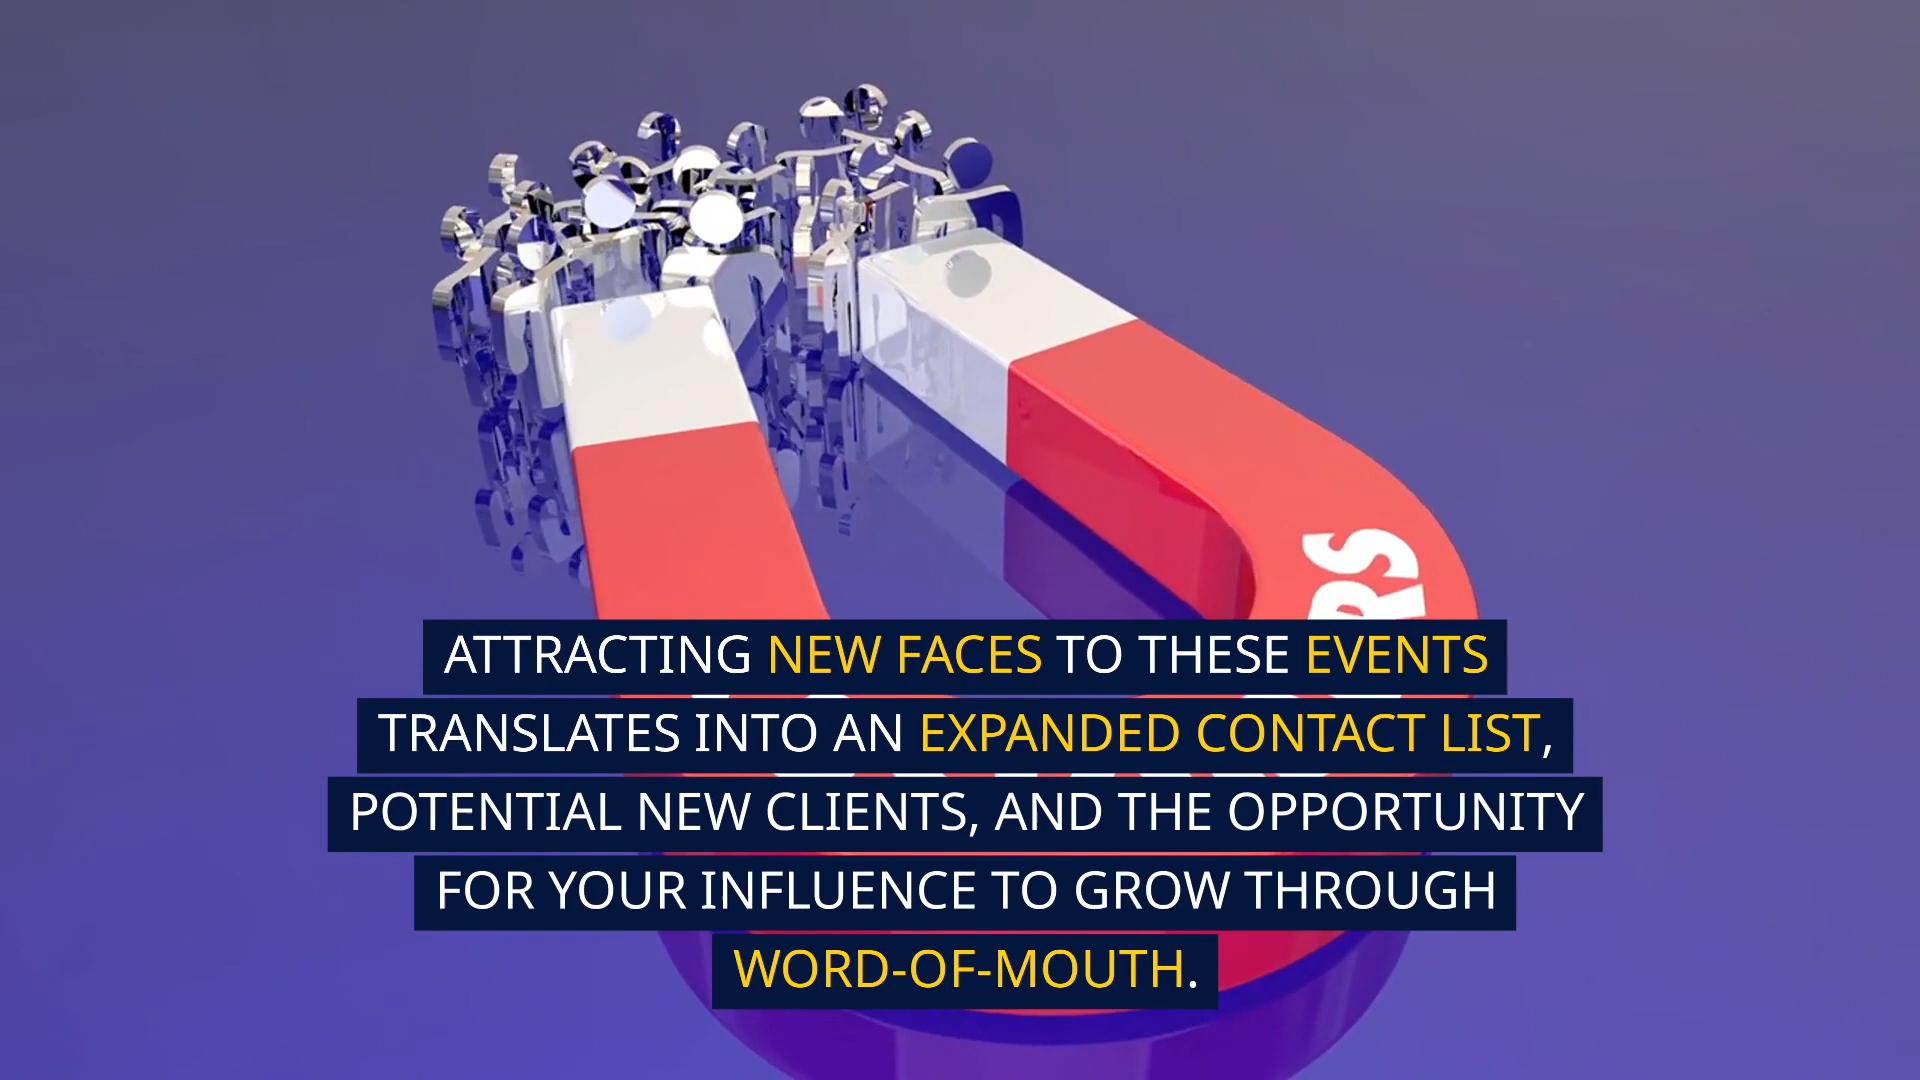 ATTRACTING NEW FACES TO THESE EVENTS
TRANSLATES INTO AN EXPANDED CONTACT LIST,
POTENTIAL NEW CLIENTS, AND THE OPPORTUNITY
FOR YOUR INFLUENCE TO GROW THROUGH
WORD-OF-MOUTH.